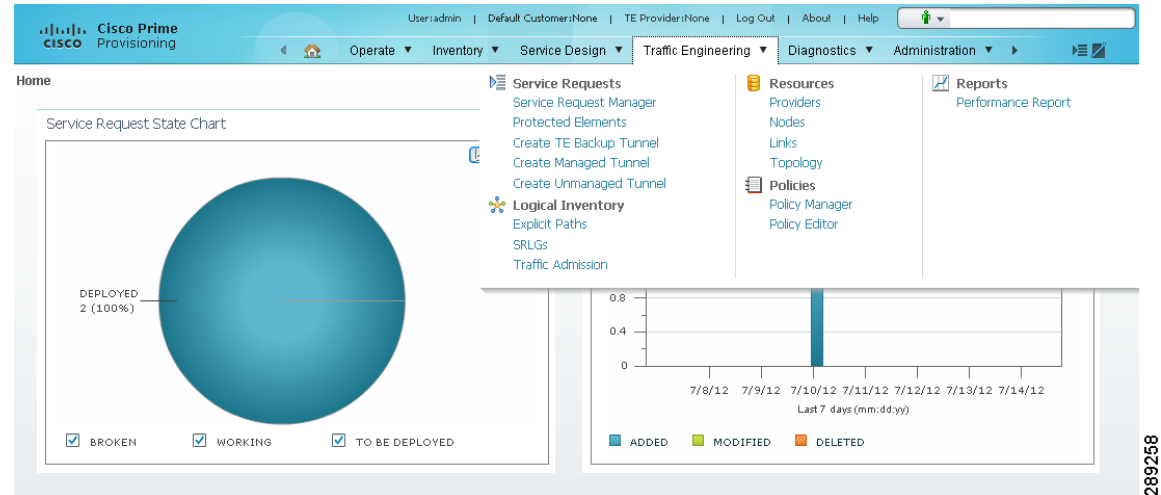 User:admin | Default Customer:None | TE Provider:None | Log Out | About | Help
Cisco Prime
CISCO Provisioning
Operate ▼ Inventory ▼ Service Design ▼ Traffic Engineering ▼ Diagnostics ▼ Administration ▼
Home
Service Requests
Service Request Manager
Protected Elements
Create TE Backup Tunnel
Create Managed Tunnel
Create Unmanaged Tunnel
Logical Inventory
Explicit Paths
SRLGs
Traffic Admission
Resources
Providers
Nodes
Links
Topology
Policies
Policy Manager
Policy Editor
Reports
Performance Report
Service Request State Chart
DEPLOYED
2 (100%)
BROKEN WORKING TO BE DEPLOYED
0.8
0.4
0
7/8/12 7/9/12 7/10/12 7/11/12 7/12/12 7/13/12 7/14/12
Last 7 days (mm:dd:yy)
ADDED MODIFIED DELETED
289258